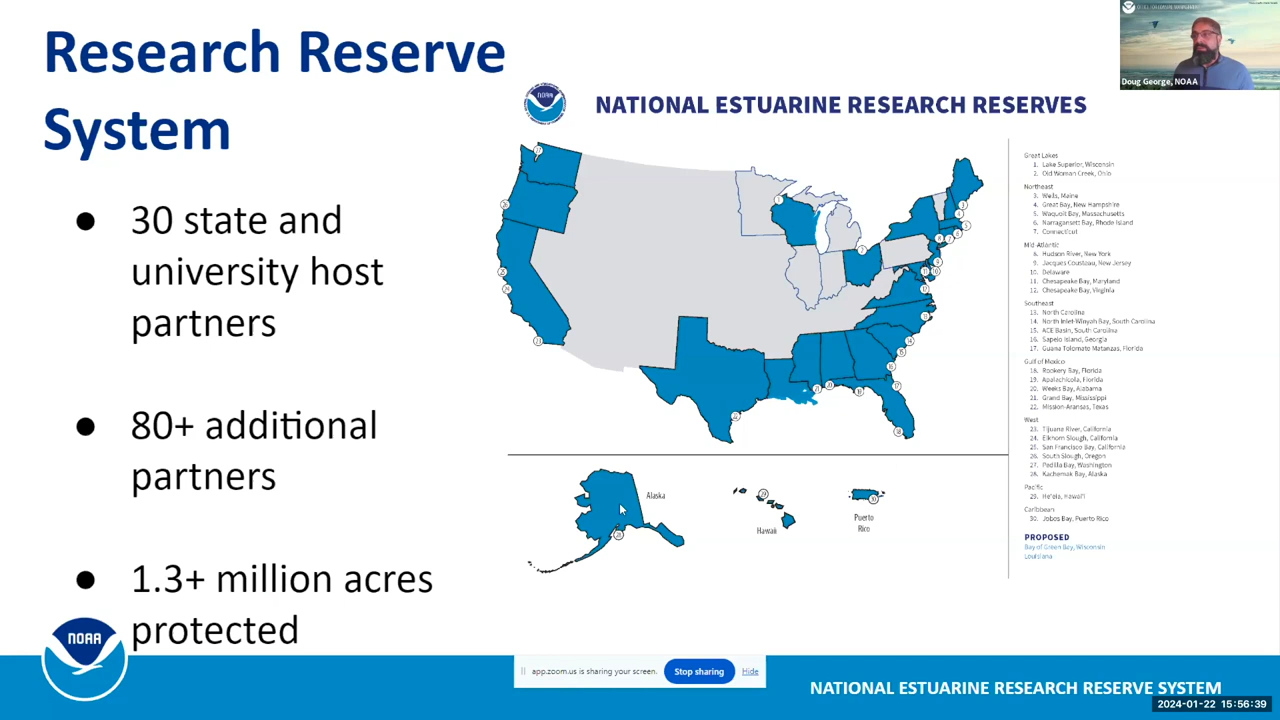 Research Reserve
System
● 30 state and
university host
partners
● 80+ additional
partners
● 1.3+ million acres
protected
NOAA
NATIONAL ESTUARINE RESEARCH RESERVES
Alaska
Hawaii
Puerto
Rico
Great Lakes
1. Lake Superior, Wisconsin
2. Old Woman Creek, Ohio
Northeast
3. Wells, Maine
4. Great Bay, New Hampshire
5. Waquoit Bay, Massachusetts
6. Narragansett Bay, Rhode Island
7. Connecticut
Mid-Atlantic
8. Hudson River, New York
9. Jacques Cousteau, New Jersey
10. Delaware
11. Chesapeake Bay, Maryland
12. Chesapeake Bay, Virginia
Southeast
13. North Carolina
14. North Inlet-Winyah Bay, South Carolina
15. ACE Basin, South Carolina
16. Sapelo Island, Georgia
17. Guana Tolomato Matanzas, Florida
Gulf of Mexico
18. Rookery Bay, Florida
19. Apalachicola, Florida
20. Weeks Bay, Alabama
21. Grand Bay, Mississippi
22. Mission-Aransas, Texas
West
23. Tijuana River, California
24. Elkhorn Slough, California
25. San Francisco Bay, California
26. South Slough, Oregon
27. Padilla Bay, Washington
28. Kachemak Bay, Alaska
Pacific
29. He'eia, Hawai'i
Caribbean
30. Jobos Bay, Puerto Rico
PROPOSED
Bay of Green Bay, Wisconsin
Louisiana
Doug George, NOAA
NOAA
app.zoom.us is sharing your screen.
Stop sharing
Hide
NATIONAL ESTUARINE RESEARCH RESERVE SYSTEM
2024-01-22 15:56:39